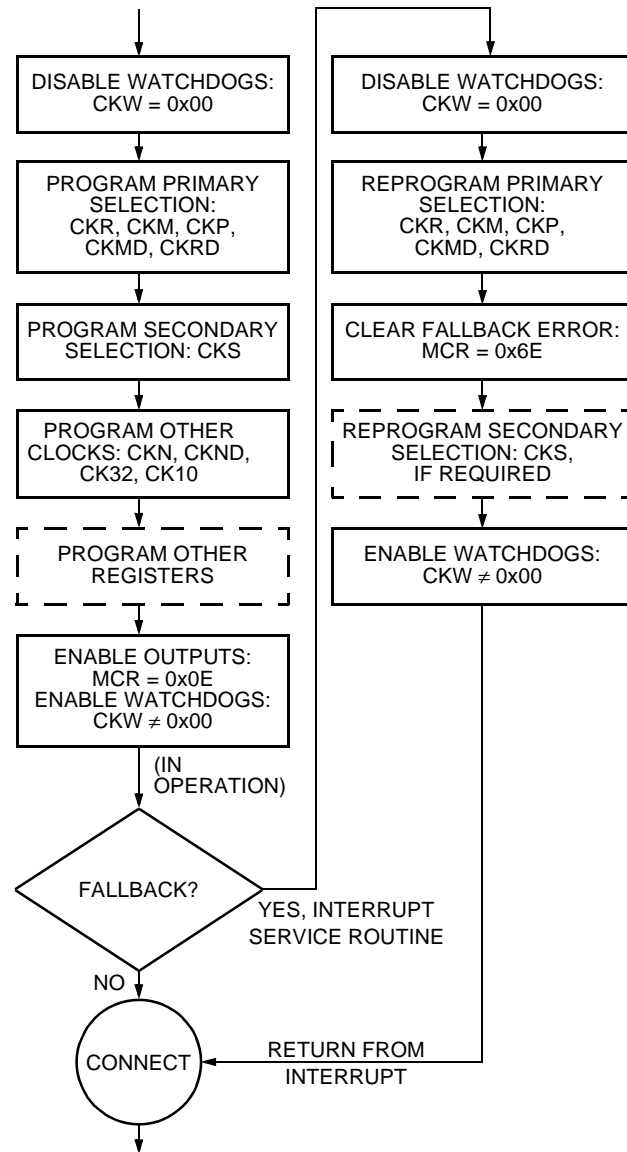 DISABLE WATCHDOGS:
CKW = 0x00
PROGRAM PRIMARY
SELECTION:
CKR, CKM, CKP,
CKMD, CKRD
PROGRAM SECONDARY
SELECTION: CKS
PROGRAM OTHER
CLOCKS: CKN, CKND,
CK32, CK10
PROGRAM OTHER
REGISTERS
ENABLE OUTPUTS:
MCR = 0x0E
ENABLE WATCHDOGS:
CKW ≠ 0x00
(IN
OPERATION)
FALLBACK?
YES, INTERRUPT
SERVICE ROUTINE
NO
CONNECT
DISABLE WATCHDOGS:
CKW = 0x00
REPROGRAM PRIMARY
SELECTION:
CKR, CKM, CKP,
CKMD, CKRD
CLEAR FALLBACK ERROR:
MCR = 0x6E
REPROGRAM SECONDARY
SELECTION: CKS,
IF REQUIRED
ENABLE WATCHDOGS:
CKW ≠ 0x00
RETURN FROM
INTERRUPT